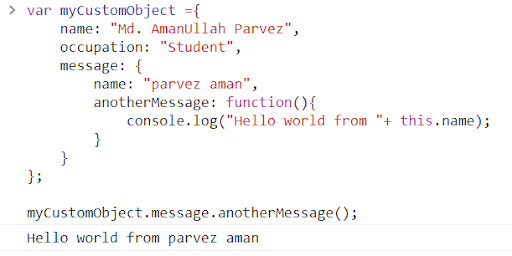 > var myCustomObject ={
    name: "Md. AmanUllah Parvez",
    occupation: "Student",
    message: {
        name: "parvez aman",
        anotherMessage: function(){
            console.log("Hello world from "+ this.name);
        }
    }
};

myCustomObject.message.anotherMessage();
Hello world from parvez aman